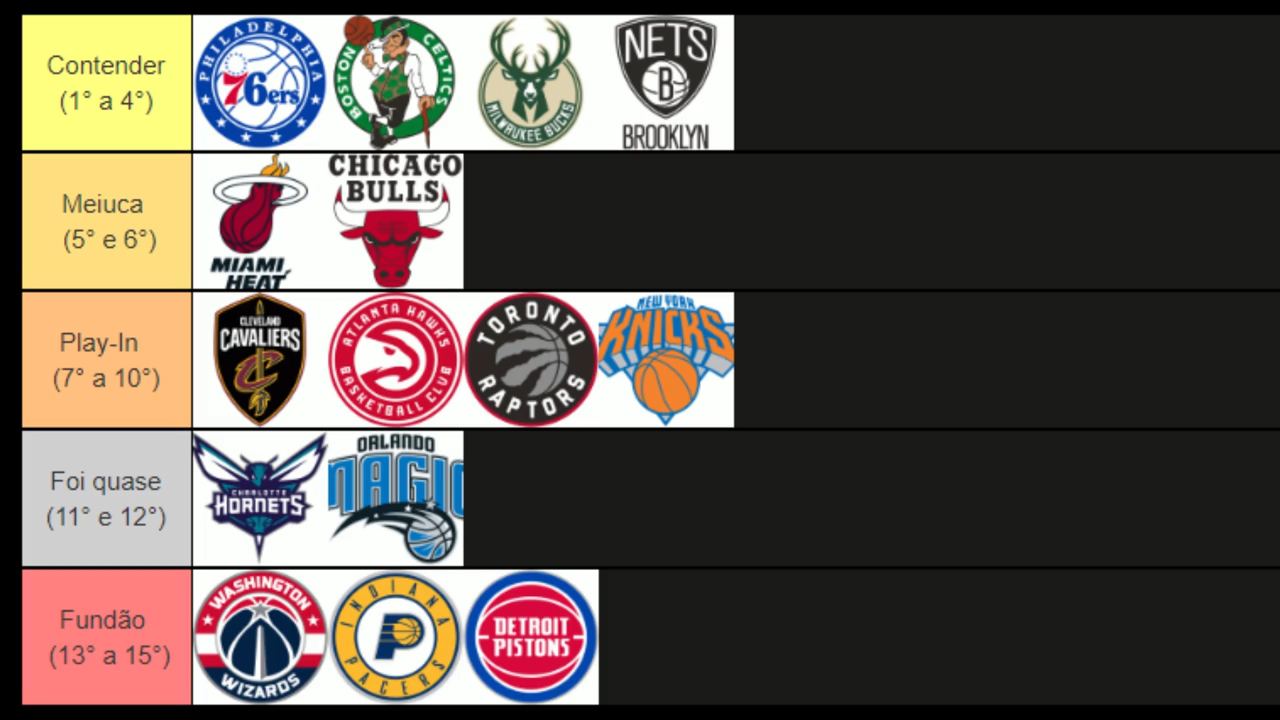 Contender
(1° a 4°)
PHILADELPHIA
76ers
BOSTON CELTICS
MILWAUKEE BUCKS
NETS
B
BROOKLYN
Meiuca
(5° e 6°)
MIAMI
HEAT
CHICAGO
BULLS
Play-In
(7° a 10°)
CLEVELAND
CAVALIERS
C
ATLANTA HAWKS
BASKETBALL CLUB
TORONTO
RAPTORS
NEW YORK
KNICKS
Foi quase
(11° e 12°)
CHARLOTTE
HORNETS
ORLANDO
MAGIC
Fundão
(13° a 15°)
WASHINGTON
WIZARDS
INDIANA
P
PACERS
DETROIT
PISTONS